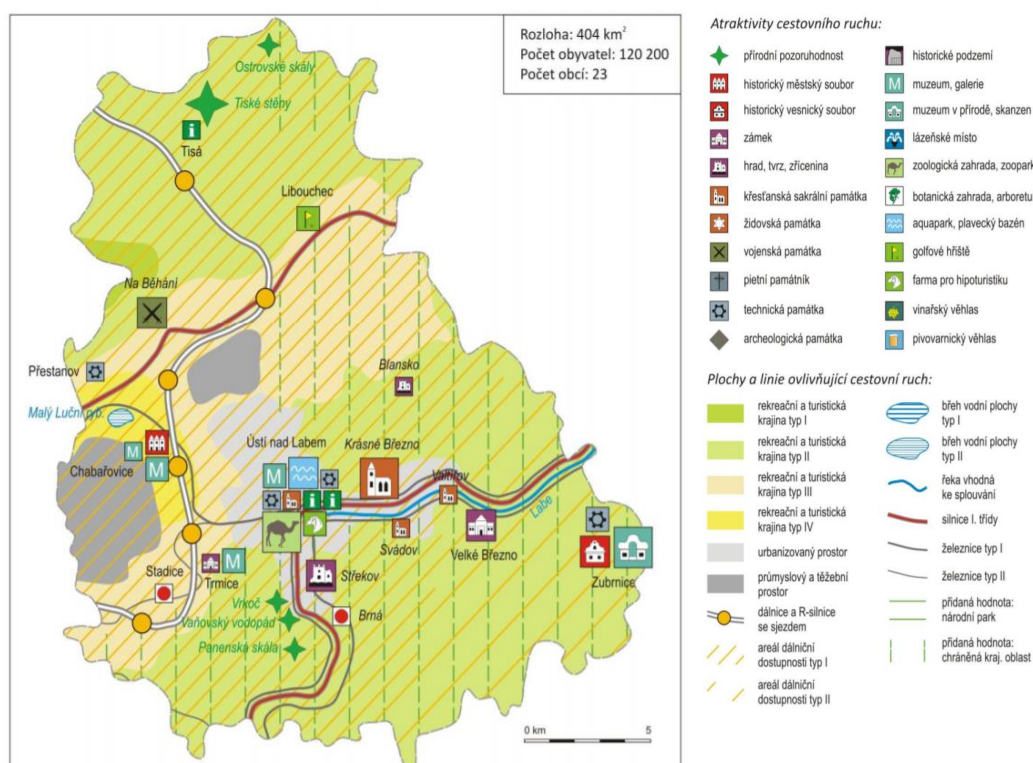 Rozloha: 404 km²
Počet obyvatel: 120 200
Počet obcí: 23
Ostrovské skály
Tiské stěny
Tisá
Libouchec
Na Běhání
Přestanov
Blansko
Malý Luční ryb.
Ústí nad Labem
Krásné Březno
Chabařovice
Valtířov
Labe
Stadice
Trmice
Střekov
Svádov
Velké Březno
Zubrnice
Vrkoč
Vaňovský vodopád
Brná
Panenská skála
0 km
5
Atraktivity cestovního ruchu:
přírodní pozoruhodnost
historický městský soubor
historický vesnický soubor
zámek
hrad, tvrz, zřícenina
křesťanská sakrální památka
židovská památka
vojenská památka
pietní památník
technická památka
archeologická památka
historické podzemí
muzeum, galerie
muzeum v přírodě, skanzen
lázeňské místo
zoologická zahrada, zoopark
botanická zahrada, arboretu
aquapark, plavecký bazén
golfové hřiště
farma pro hipoturistiku
vinařský věhlas
pivovarnický věhlas
Plochy a linie ovlivňující cestovní ruch:
rekreační a turistická
krajina typ I
rekreační a turistická
krajina typ II
rekreační a turistická
krajina typ III
rekreační a turistická
krajina typ IV
urbanizovaný prostor
průmyslový a těžební
prostor
dálnice a R-silnice
se sjezdem
areál dálniční
dostupnosti typ I
areál dálniční
dostupnosti typ II
břeh vodní plochy
typ I
břeh vodní plochy
typ II
řeka vhodná
ke splouvání
silnice I. třídy
železnice typ I
železnice typ II
přidaná hodnota:
národní park
přidaná hodnota:
chráněná kraj. oblast